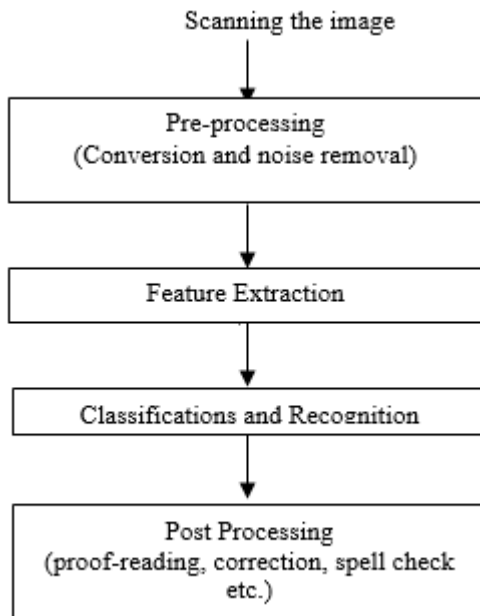 Scanning the image
Pre-processing
(Conversion and noise removal)
Feature Extraction
Classifications and Recognition
Post Processing
(proof-reading, correction, spell check
etc.)